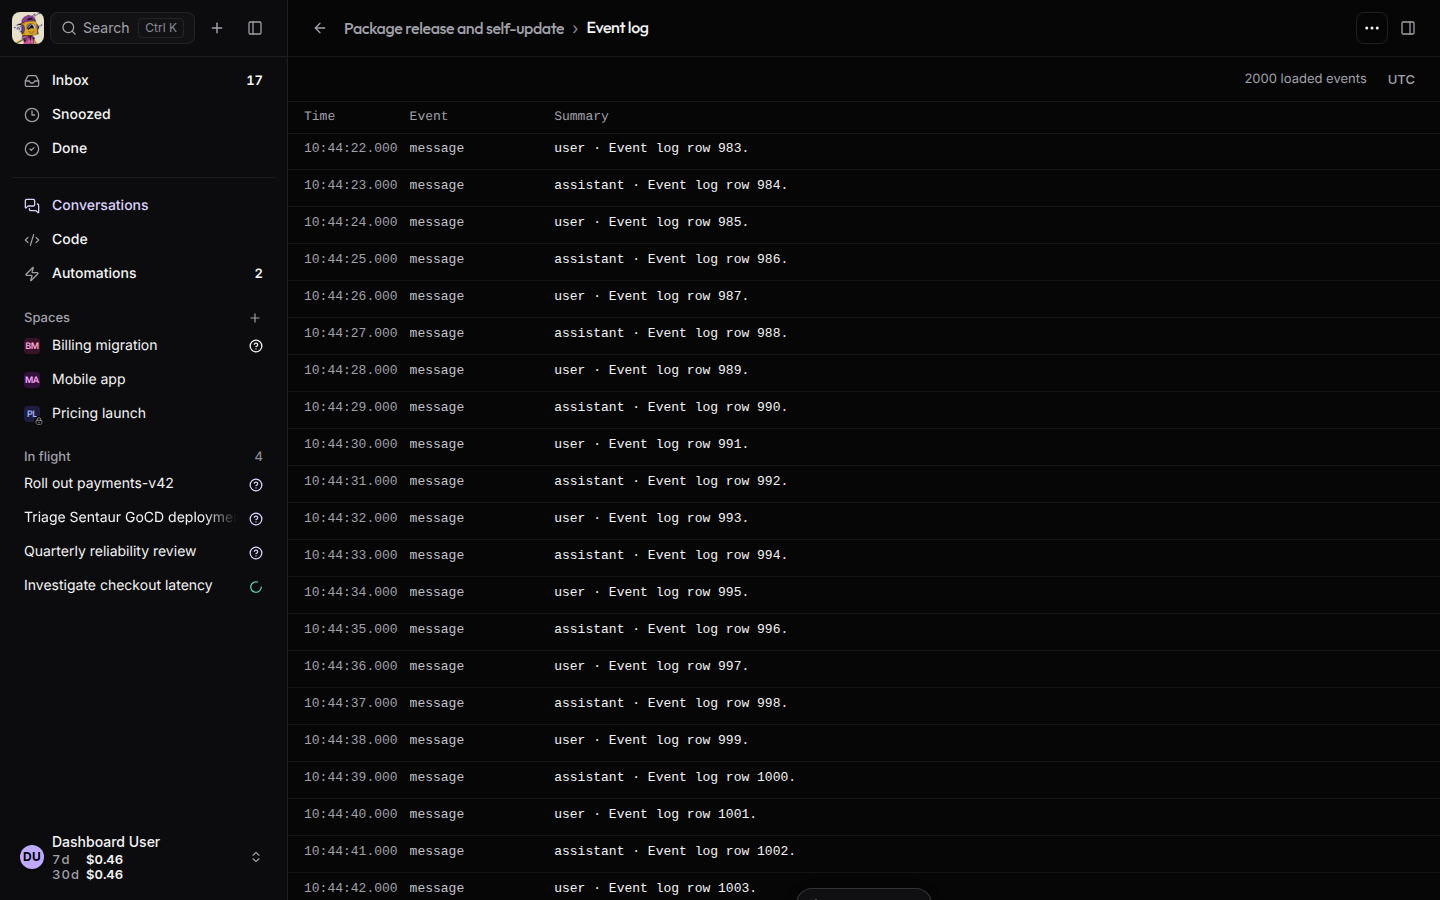 Search Ctrl K
Inbox 17
Snoozed
Done
Conversations
Code
Automations 2
Spaces
BM Billing migration
MA Mobile app
PL Pricing launch
In flight 4
Roll out payments-v42
Triage Sentaur GoCD
Quarterly reliability review
Investigate checkout latency
DU Dashboard User
7d $0.46
30d $0.46
Package release and self-update › Event log
2000 loaded events UTC
Time Event Summary
10:44:22.000 message user · Event log row 983.
10:44:23.000 message assistant · Event log row 984.
10:44:24.000 message user · Event log row 985.
10:44:25.000 message assistant · Event log row 986.
10:44:26.000 message user · Event log row 987.
10:44:27.000 message assistant · Event log row 988.
10:44:28.000 message user · Event log row 989.
10:44:29.000 message assistant · Event log row 990.
10:44:30.000 message user · Event log row 991.
10:44:31.000 message assistant · Event log row 992.
10:44:32.000 message user · Event log row 993.
10:44:33.000 message assistant · Event log row 994.
10:44:34.000 message user · Event log row 995.
10:44:35.000 message assistant · Event log row 996.
10:44:36.000 message user · Event log row 997.
10:44:37.000 message assistant · Event log row 998.
10:44:38.000 message user · Event log row 999.
10:44:39.000 message assistant · Event log row 1000.
10:44:40.000 message user · Event log row 1001.
10:44:41.000 message assistant · Event log row 1002.
10:44:42.000 message user · Event log row 1003.